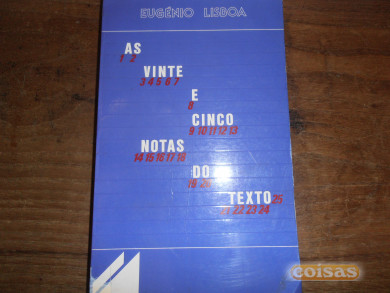 EUGÉNIO LISBOA
AS
1 2
VINTE
3 4 5 6 7
E
8
CINCO
9 10 11 12 13
NOTAS
14 15 16 17 18
DO
19 20
TEXTO 25
22 23 24
coisas